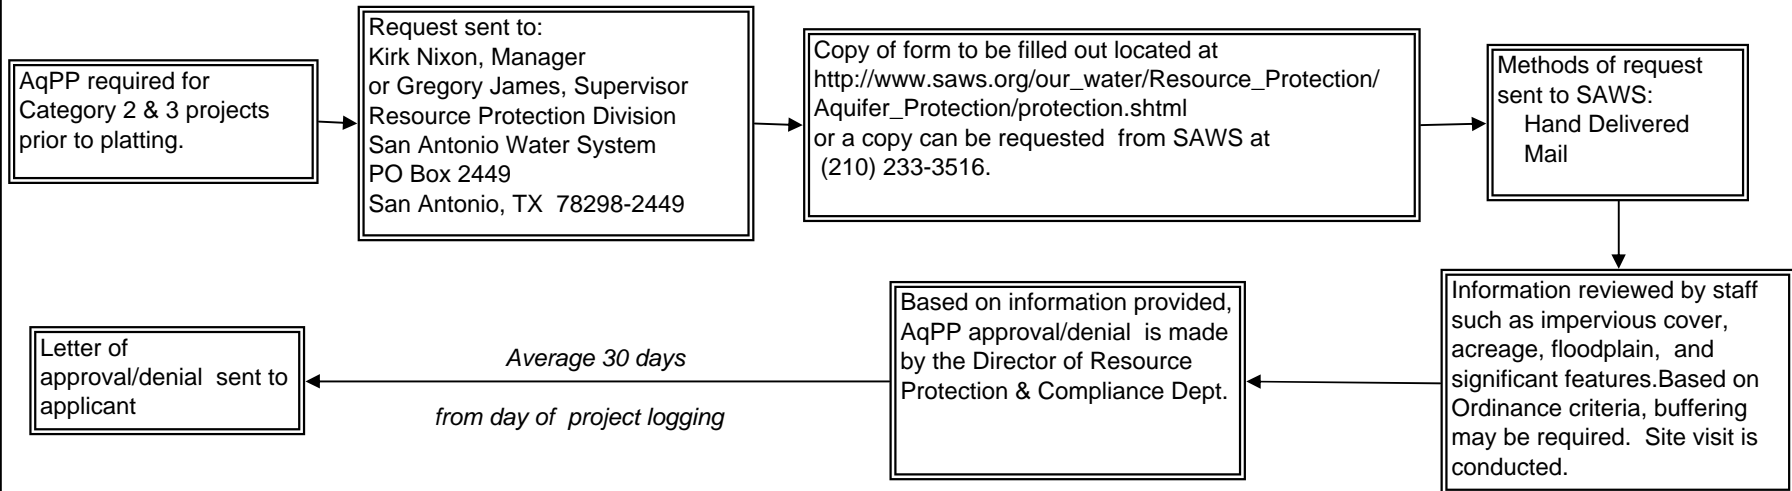 AqPP required for
Category 2 & 3 projects
prior to platting.
Request sent to:
Kirk Nixon, Manager
or Gregory James, Supervisor
Resource Protection Division
San Antonio Water System
PO Box 2449
San Antonio, TX  78298-2449
Copy of form to be filled out located at
http://www.saws.org/our_water/Resource_Protection/
Aquifer_Protection/protection.shtml
or a copy can be requested  from SAWS at
(210) 233-3516.
Methods of request
sent to SAWS:
Hand Delivered
Mail
Information reviewed by staff
such as impervious cover,
acreage, floodplain,  and
significant features.Based on
Ordinance criteria, buffering
may be required.  Site visit is
conducted.
Based on information provided,
AqPP approval/denial  is made
by the Director of Resource
Protection & Compliance Dept.
Average 30 days
from day of  project logging
Letter of
approval/denial  sent to
applicant